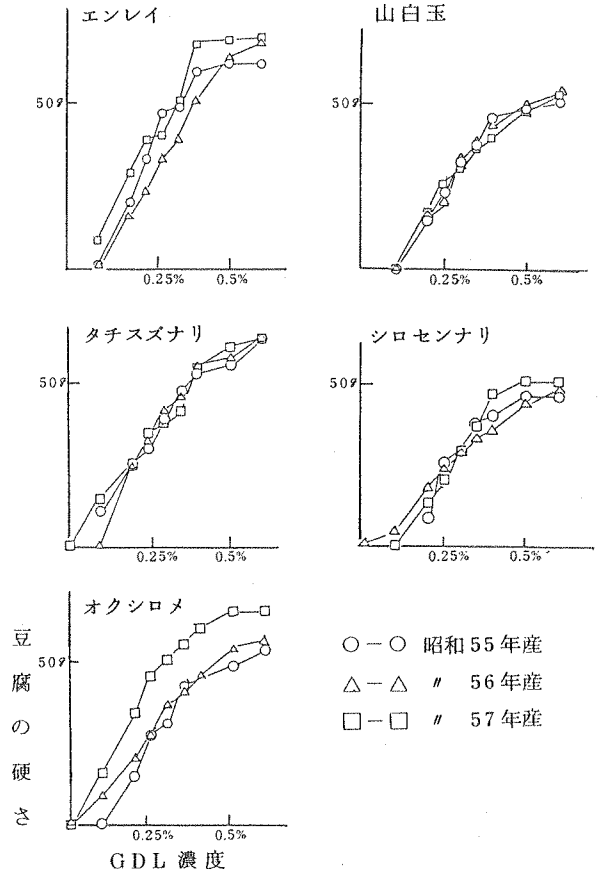 エンレイ
50g
0.25%
0.5%
山白玉
50g
0.25%
0.5%
タチスズナリ
50g
0.25%
0.5%
シロセンナリ
50g
0.25%
0.5%
オクシロメ
50g
0.25%
0.5%
豆腐の硬さ
GDL 濃度
○－○ 昭和55年産
△－△ 〃 56年産
□－□ 〃 57年産